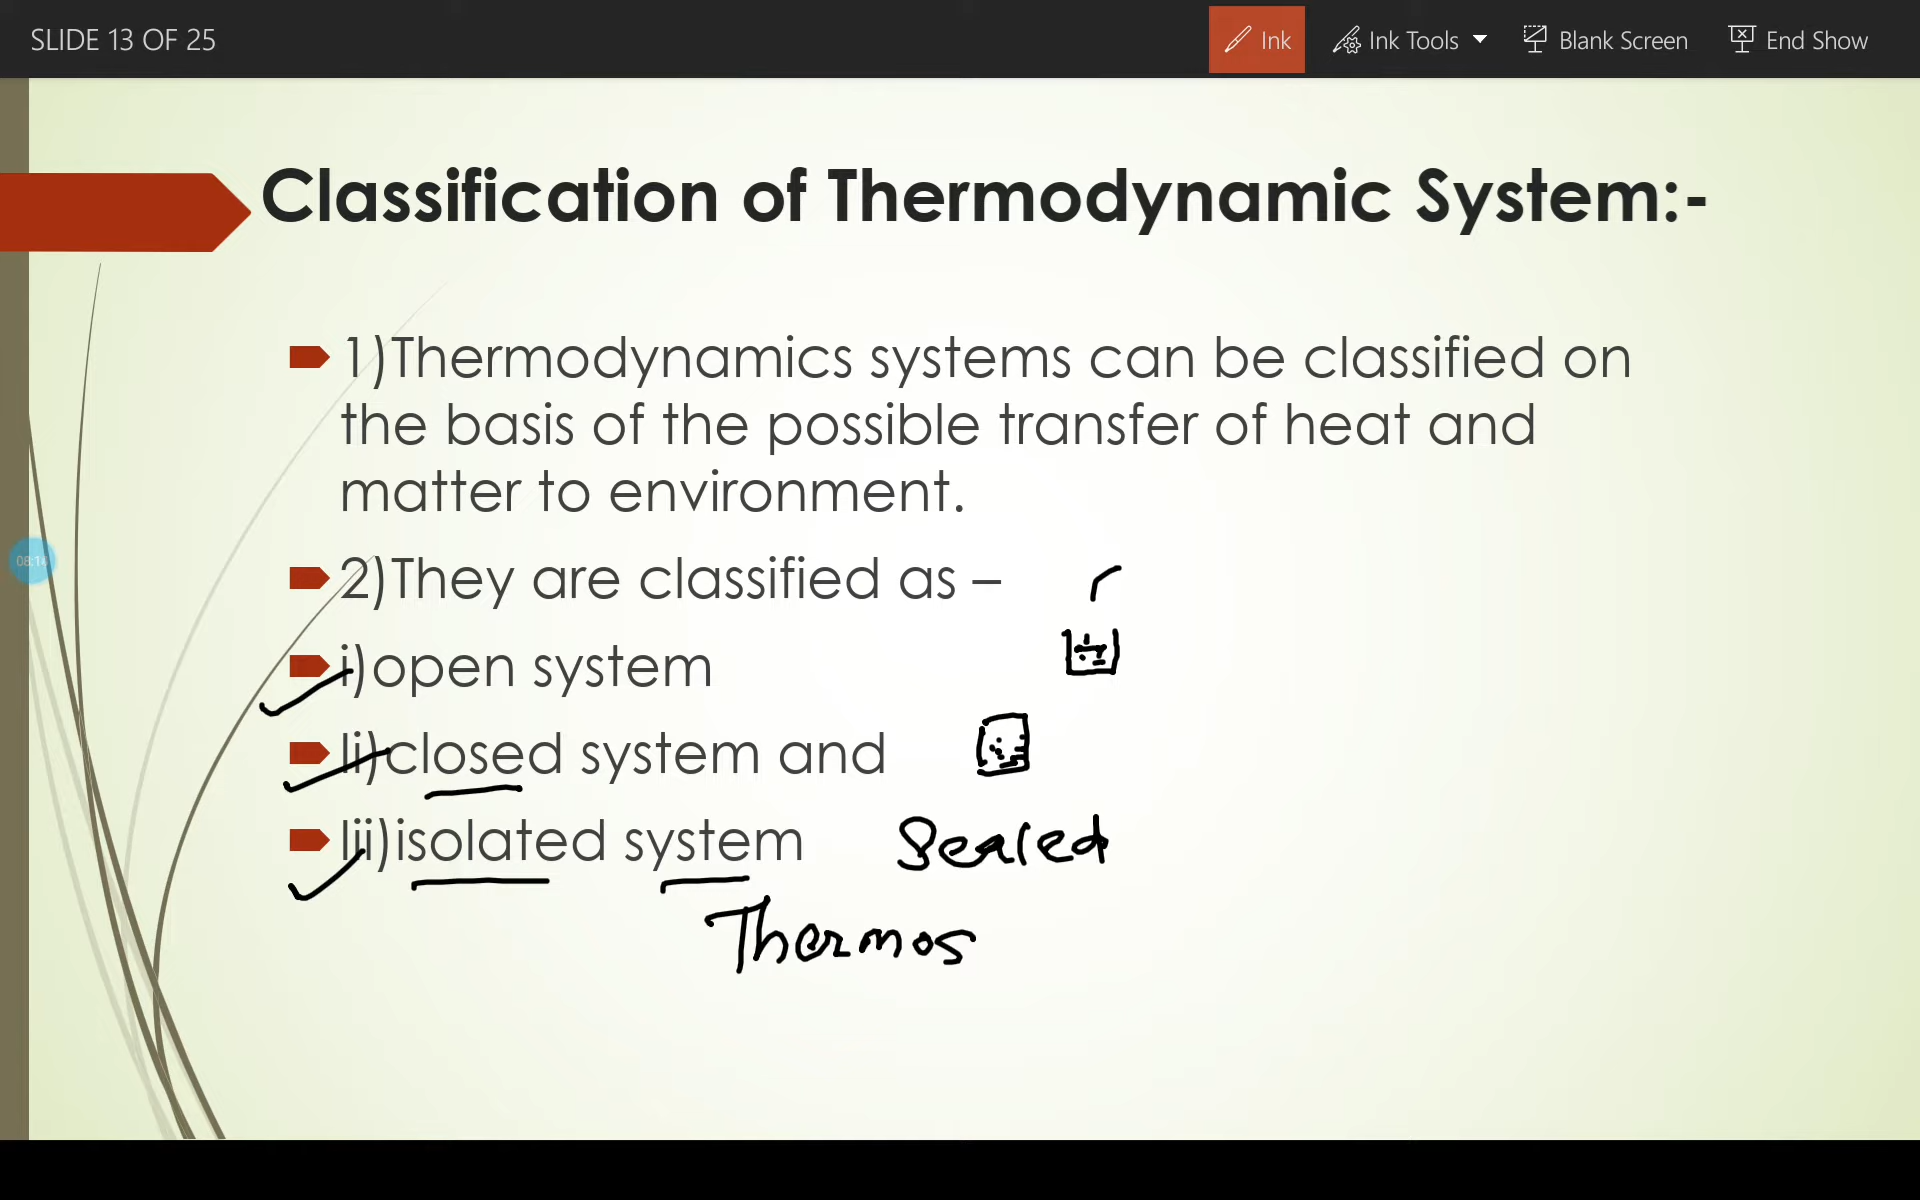 SLIDE 13 OF 25
Ink
Ink Tools
Blank Screen
End Show
Classification of Thermodynamic System:-
1)Thermodynamics systems can be classified on
the basis of the possible transfer of heat and
matter to environment.
2)They are classified as –
i)open system
Ii)closed system and
Iii)isolated system
Sealed
Thermos